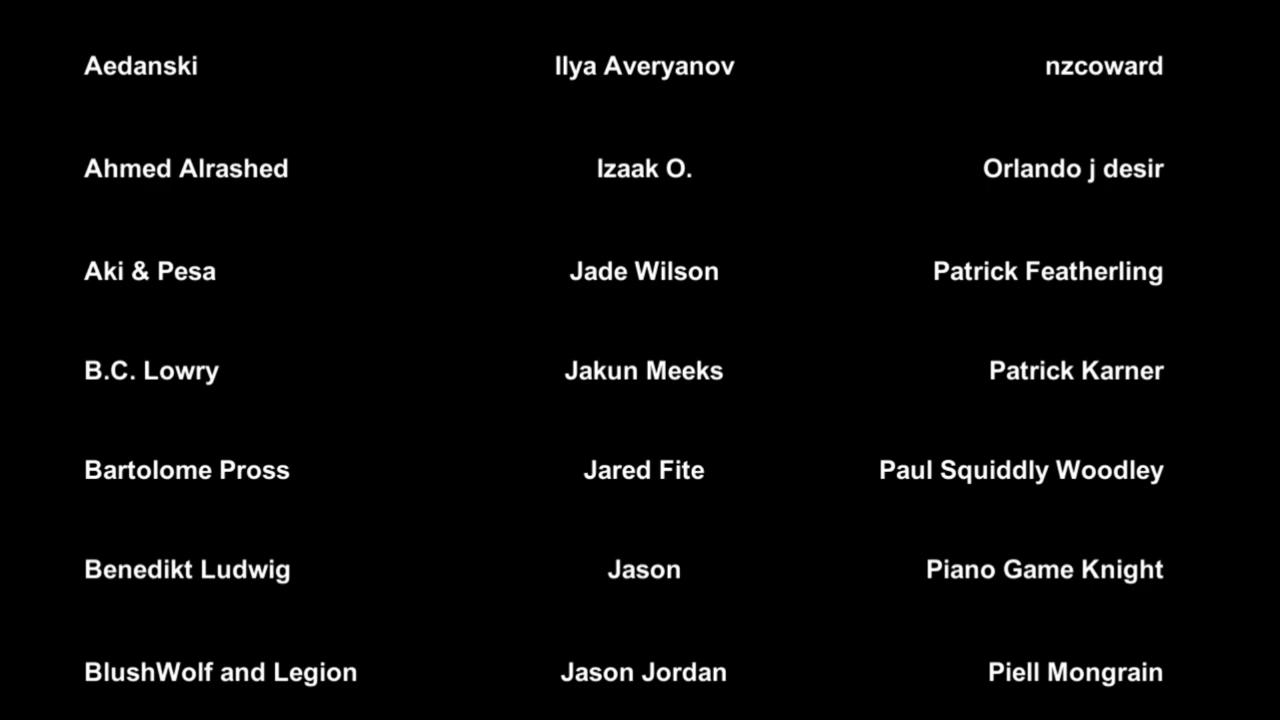 Aedanski
Ilya Averyanov
nzcoward
Ahmed Alrashed
Izaak O.
Orlando j desir
Aki & Pesa
Jade Wilson
Patrick Featherling
B.C. Lowry
Jakun Meeks
Patrick Karner
Bartolome Pross
Jared Fite
Paul Squiddly Woodley
Benedikt Ludwig
Jason
Piano Game Knight
BlushWolf and Legion
Jason Jordan
Piell Mongrain